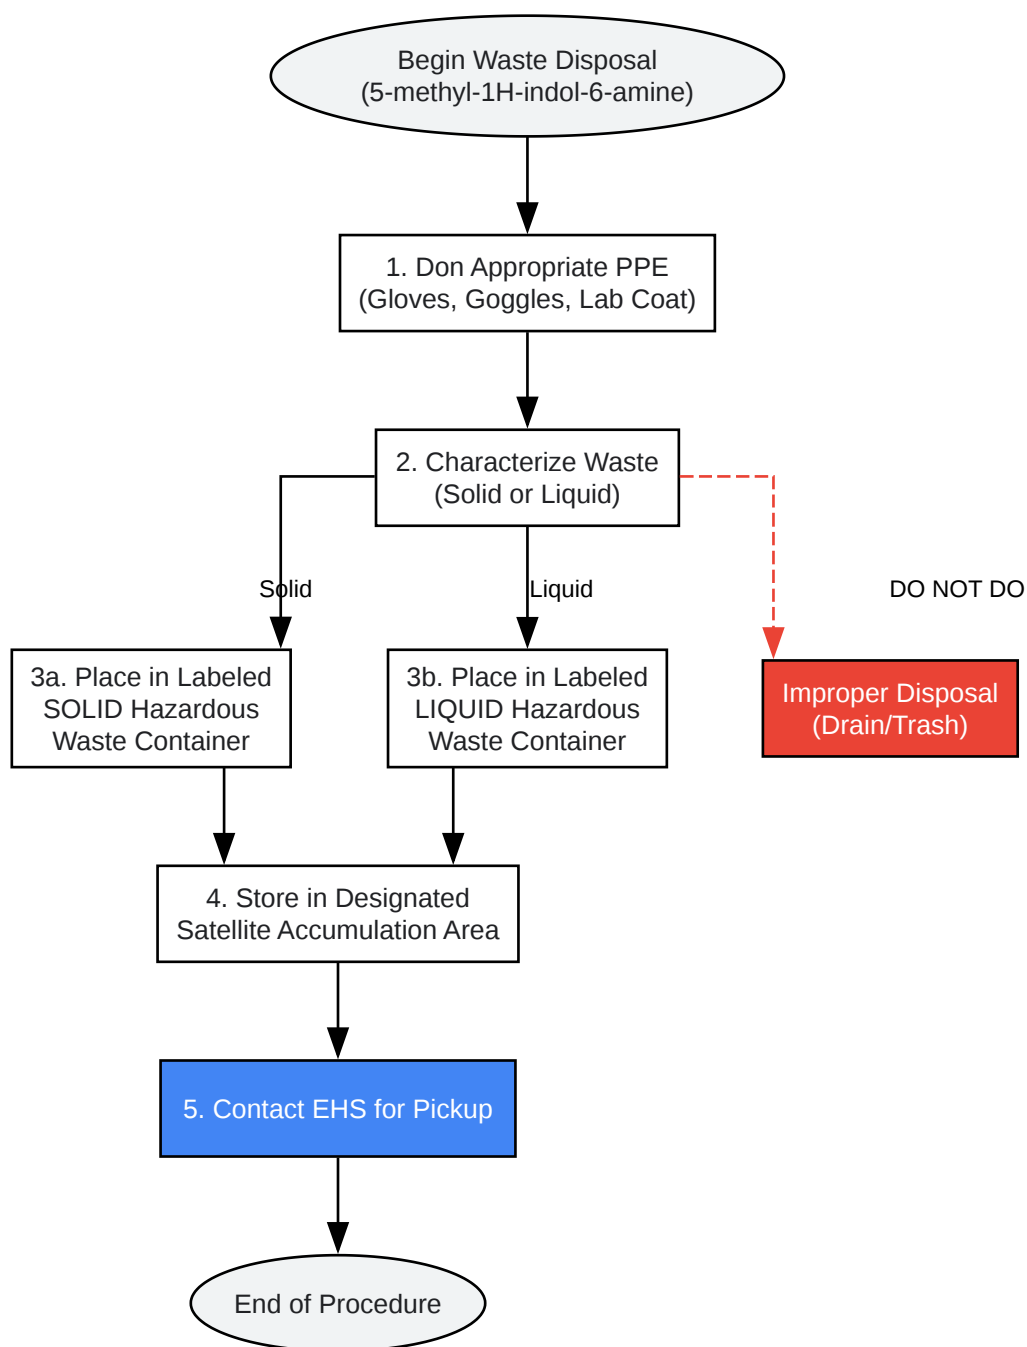 Begin Waste Disposal
(5-methyl-1H-indol-6-amine)
1. Don Appropriate PPE
(Gloves, Goggles, Lab Coat)
2. Characterize Waste
(Solid or Liquid)
Solid
Liquid
DO NOT DO
3a. Place in Labeled
SOLID Hazardous
Waste Container
3b. Place in Labeled
LIQUID Hazardous
Waste Container
Improper Disposal
(Drain/Trash)
4. Store in Designated
Satellite Accumulation Area
5. Contact EHS for Pickup
End of Procedure